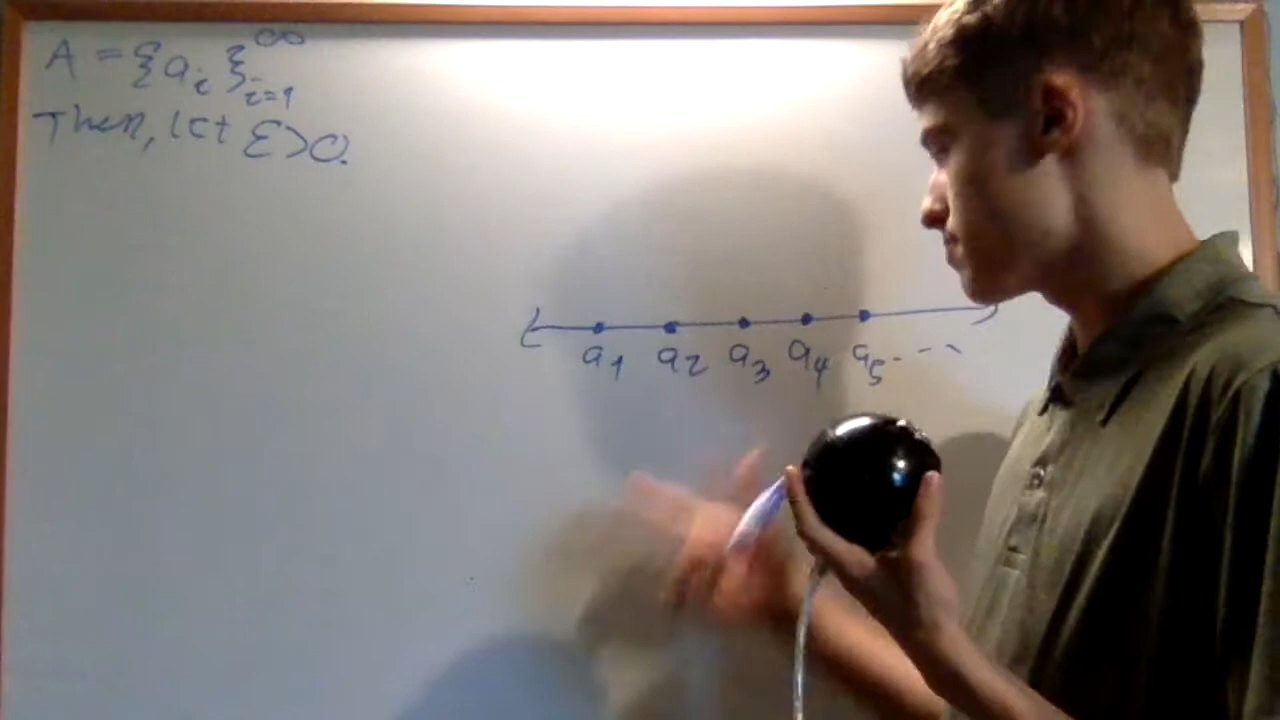 A = {aᵢ}^∞_{i=1}
Then, let ε>0.
a₁ a₂ a₃ a₄ a₅...